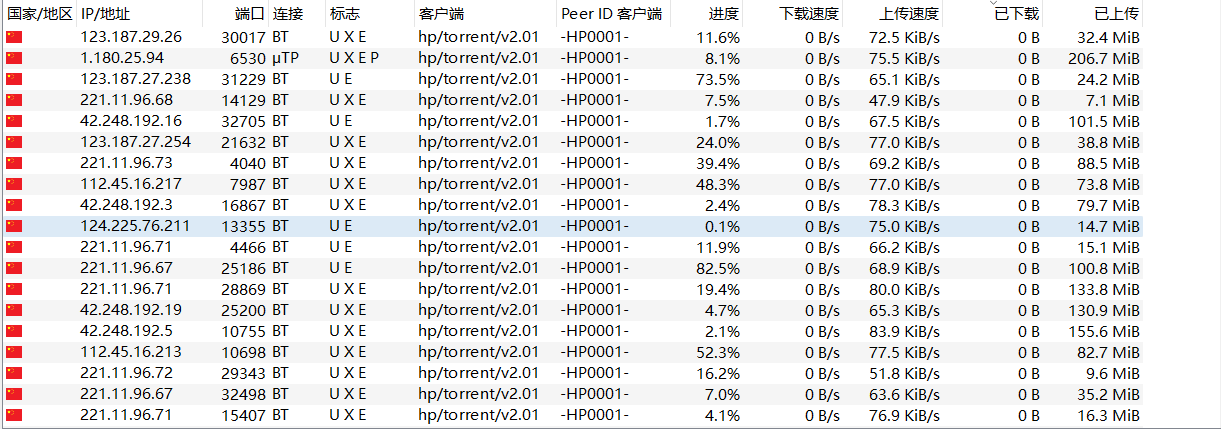 国家/地区 IP/地址 端口 连接 标志 客户端 Peer ID 客户端 进度 下载速度 上传速度 已下载 已上传
123.187.29.26 30017 BT U X E hp/torrent/v2.01 -HP0001- 11.6% 0 B/s 72.5 KiB/s 0 B 32.4 MiB
1.180.25.94 6530 μTP U X E P hp/torrent/v2.01 -HP0001- 8.1% 0 B/s 75.5 KiB/s 0 B 206.7 MiB
123.187.27.238 31229 BT U E hp/torrent/v2.01 -HP0001- 73.5% 0 B/s 65.1 KiB/s 0 B 24.2 MiB
221.11.96.68 14129 BT U X E hp/torrent/v2.01 -HP0001- 7.5% 0 B/s 47.9 KiB/s 0 B 7.1 MiB
42.248.192.16 32705 BT U E hp/torrent/v2.01 -HP0001- 1.7% 0 B/s 67.5 KiB/s 0 B 101.5 MiB
123.187.27.254 21632 BT U X E hp/torrent/v2.01 -HP0001- 24.0% 0 B/s 77.0 KiB/s 0 B 38.8 MiB
221.11.96.73 4040 BT U X E hp/torrent/v2.01 -HP0001- 39.4% 0 B/s 69.2 KiB/s 0 B 88.5 MiB
112.45.16.217 7987 BT U X E hp/torrent/v2.01 -HP0001- 48.3% 0 B/s 77.0 KiB/s 0 B 73.8 MiB
42.248.192.3 16867 BT U X E hp/torrent/v2.01 -HP0001- 2.4% 0 B/s 78.3 KiB/s 0 B 79.7 MiB
124.225.76.211 13355 BT U E hp/torrent/v2.01 -HP0001- 0.1% 0 B/s 75.0 KiB/s 0 B 14.7 MiB
221.11.96.71 4466 BT U E hp/torrent/v2.01 -HP0001- 11.9% 0 B/s 66.2 KiB/s 0 B 15.1 MiB
221.11.96.67 25186 BT U E hp/torrent/v2.01 -HP0001- 82.5% 0 B/s 68.9 KiB/s 0 B 100.8 MiB
221.11.96.71 28869 BT U X E hp/torrent/v2.01 -HP0001- 19.4% 0 B/s 80.0 KiB/s 0 B 133.8 MiB
42.248.192.19 25200 BT U X E hp/torrent/v2.01 -HP0001- 4.7% 0 B/s 65.3 KiB/s 0 B 130.9 MiB
42.248.192.5 10755 BT U X E hp/torrent/v2.01 -HP0001- 2.1% 0 B/s 83.9 KiB/s 0 B 155.6 MiB
112.45.16.213 10698 BT U X E hp/torrent/v2.01 -HP0001- 52.3% 0 B/s 77.5 KiB/s 0 B 82.7 MiB
221.11.96.72 29343 BT U X E hp/torrent/v2.01 -HP0001- 16.2% 0 B/s 51.8 KiB/s 0 B 9.6 MiB
221.11.96.67 32498 BT U X E hp/torrent/v2.01 -HP0001- 7.0% 0 B/s 63.6 KiB/s 0 B 35.2 MiB
221.11.96.71 15407 BT U X E hp/torrent/v2.01 -HP0001- 4.1% 0 B/s 76.9 KiB/s 0 B 16.3 MiB